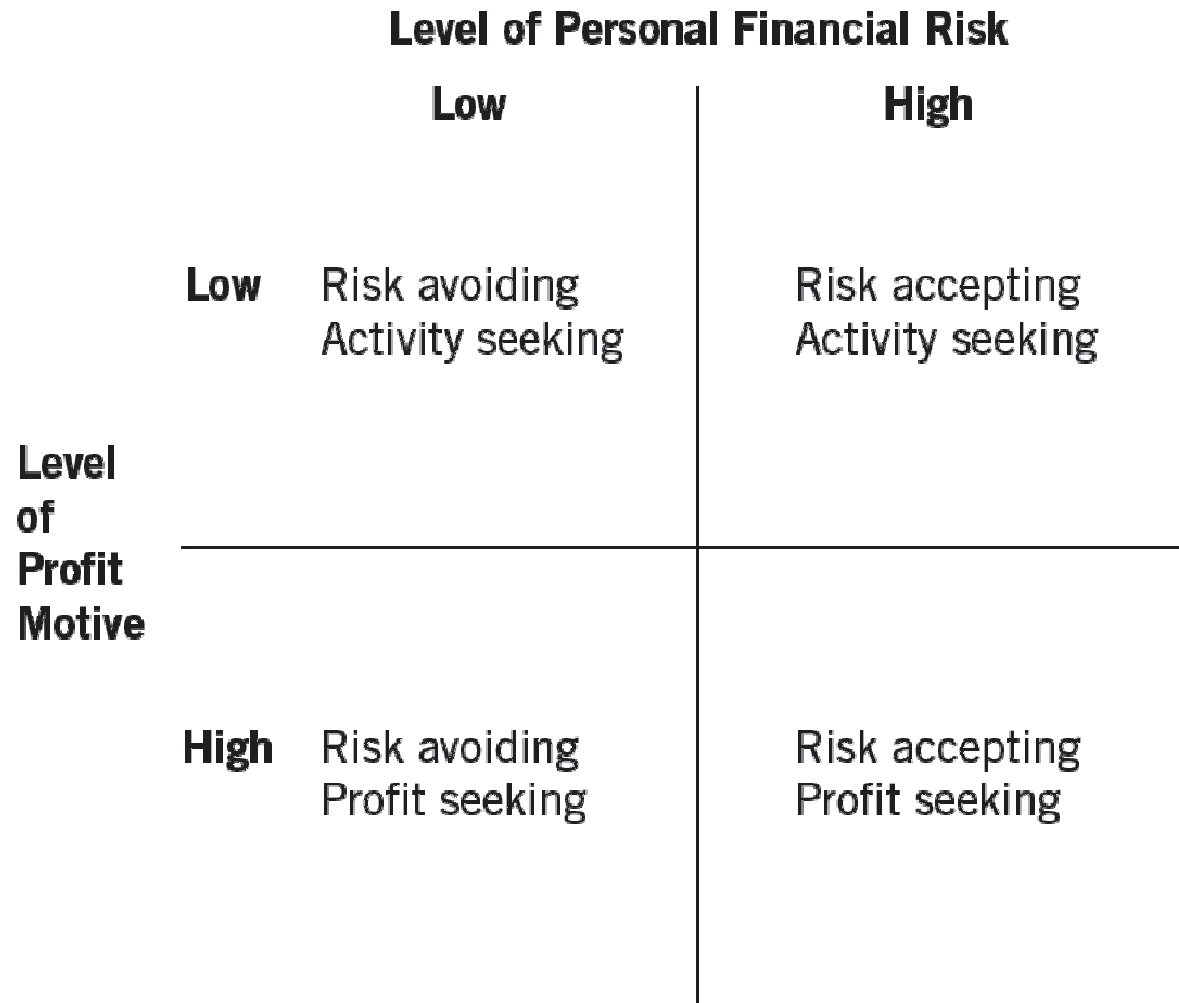 Level of Personal Financial Risk
Low
High
Low
Risk avoiding
Activity seeking
Risk accepting
Activity seeking
Level
of
Profit
Motive
High
Risk avoiding
Profit seeking
Risk accepting
Profit seeking